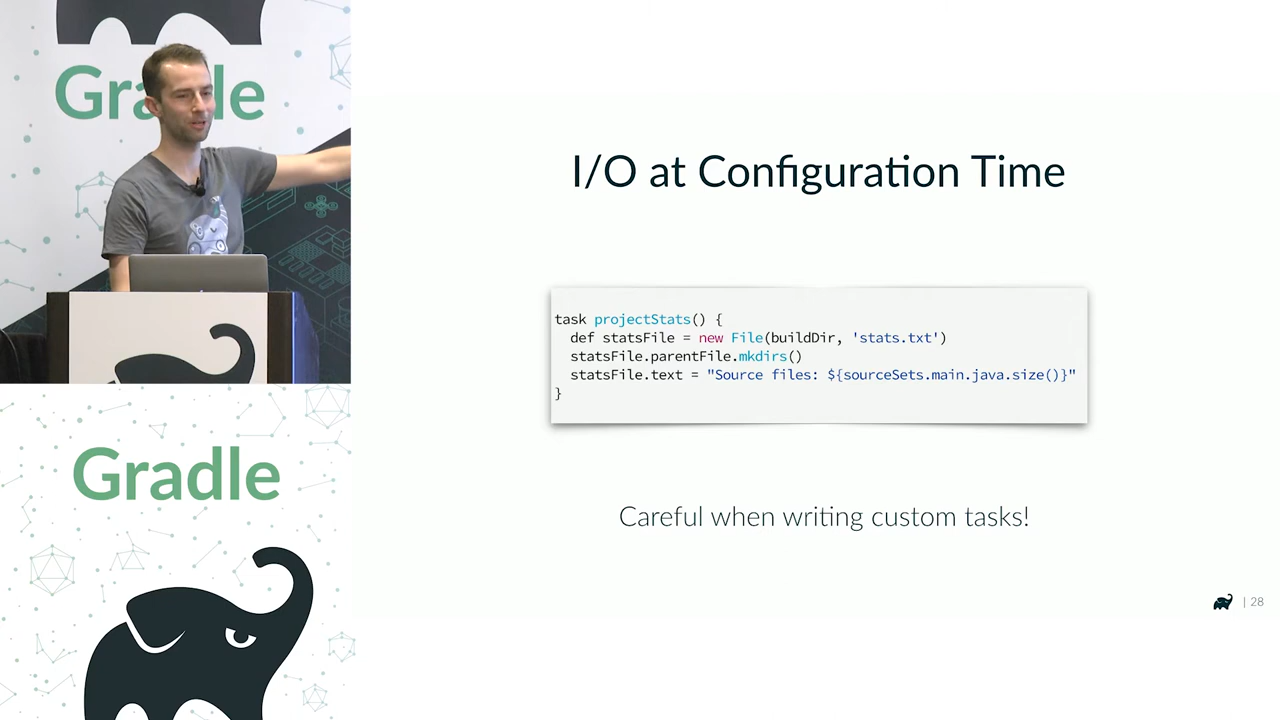 Gradle
Gradle
I/O at Configuration Time
task projectStats() {
  def statsFile = new File(buildDir, 'stats.txt')
  statsFile.parentFile.mkdirs()
  statsFile.text = "Source files: ${sourceSets.main.java.size()}"
}
Careful when writing custom tasks!
| 28